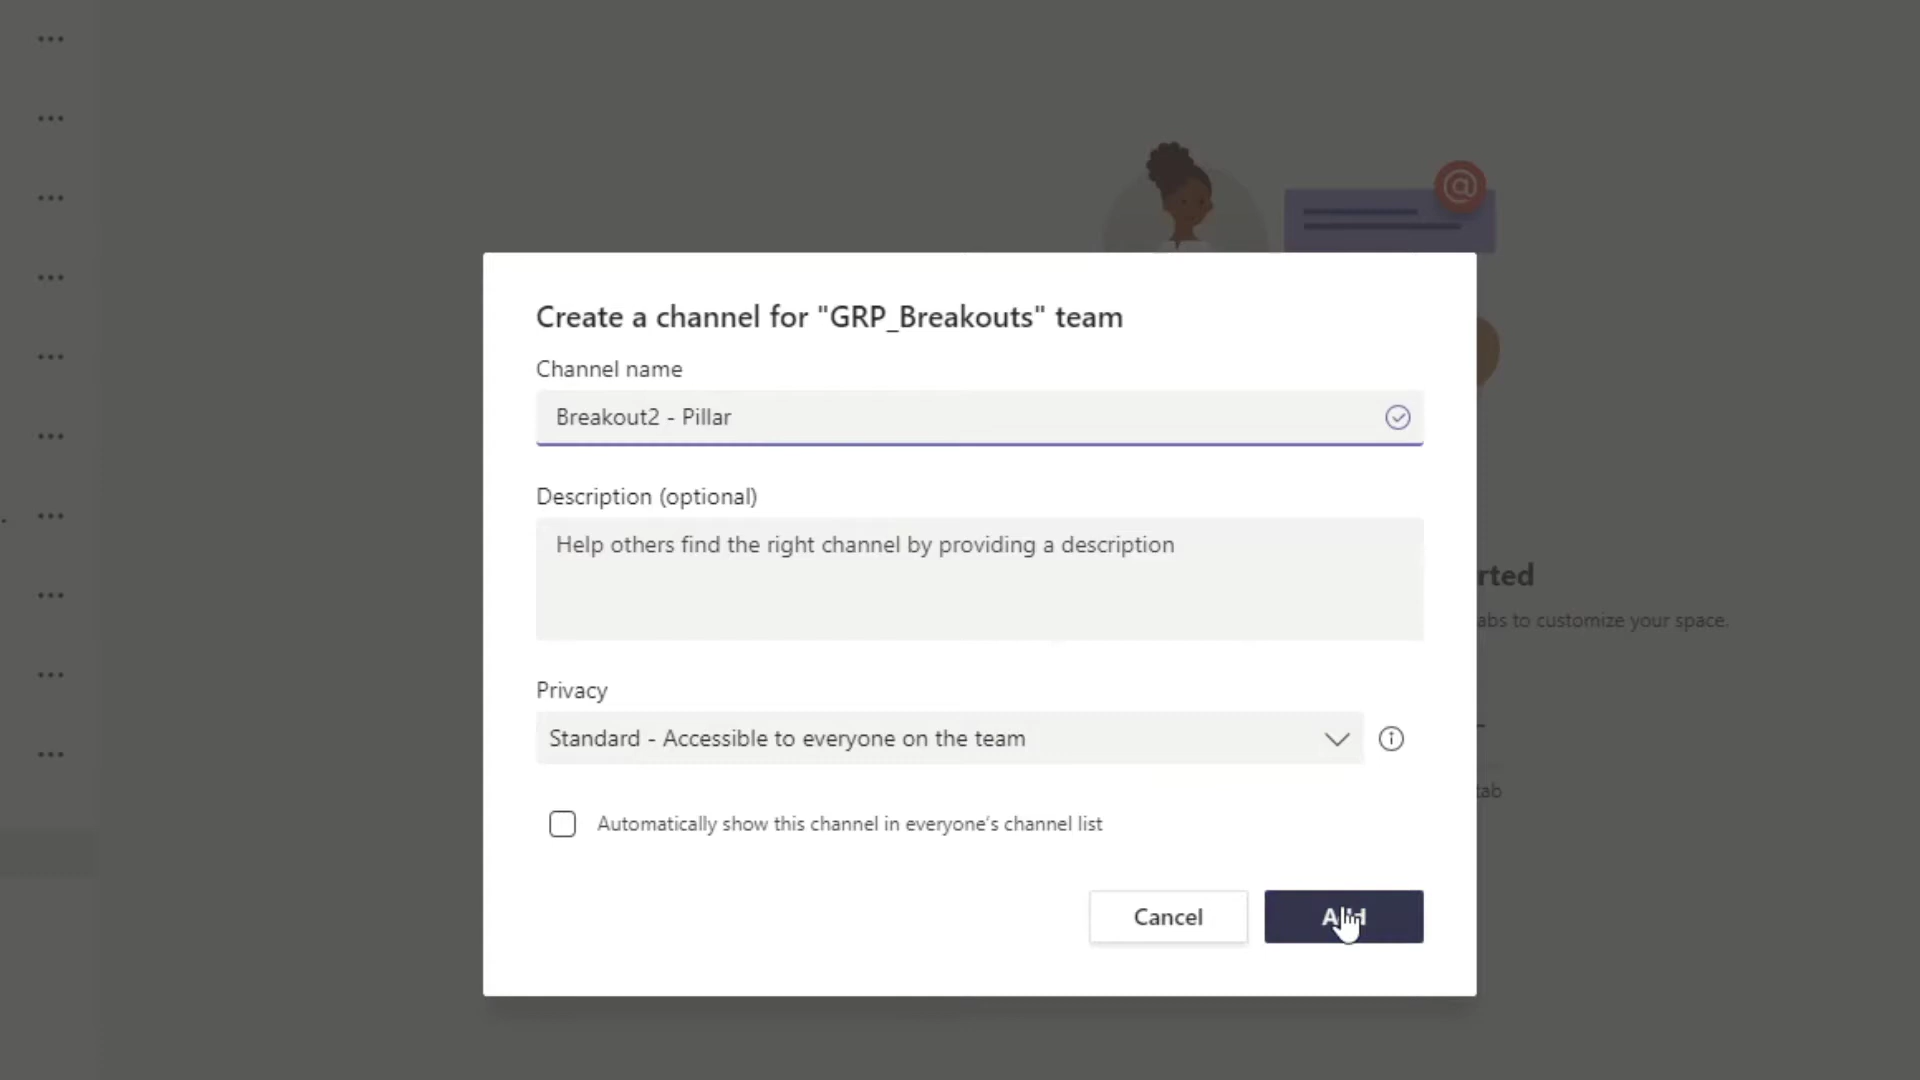 Create a channel for "GRP_Breakouts" team
Channel name
Breakout2 - Pillar
Description (optional)
Help others find the right channel by providing a description
rted
abs to customize your space.
Privacy
Standard - Accessible to everyone on the team
tab
Automatically show this channel in everyone's channel list
Cancel
Add
@